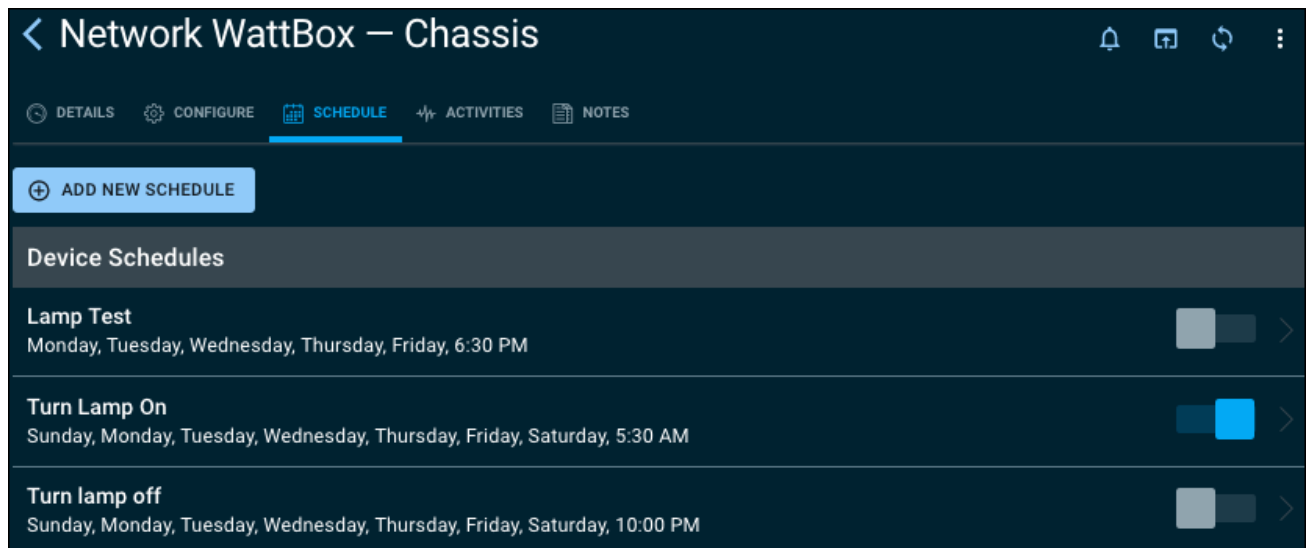 Network WattBox — Chassis
DETAILS CONFIGURE SCHEDULE ACTIVITIES NOTES
ADD NEW SCHEDULE
Device Schedules
Lamp Test
Monday, Tuesday, Wednesday, Thursday, Friday, 6:30 PM
Turn Lamp On
Sunday, Monday, Tuesday, Wednesday, Thursday, Friday, Saturday, 5:30 AM
Turn lamp off
Sunday, Monday, Tuesday, Wednesday, Thursday, Friday, Saturday, 10:00 PM